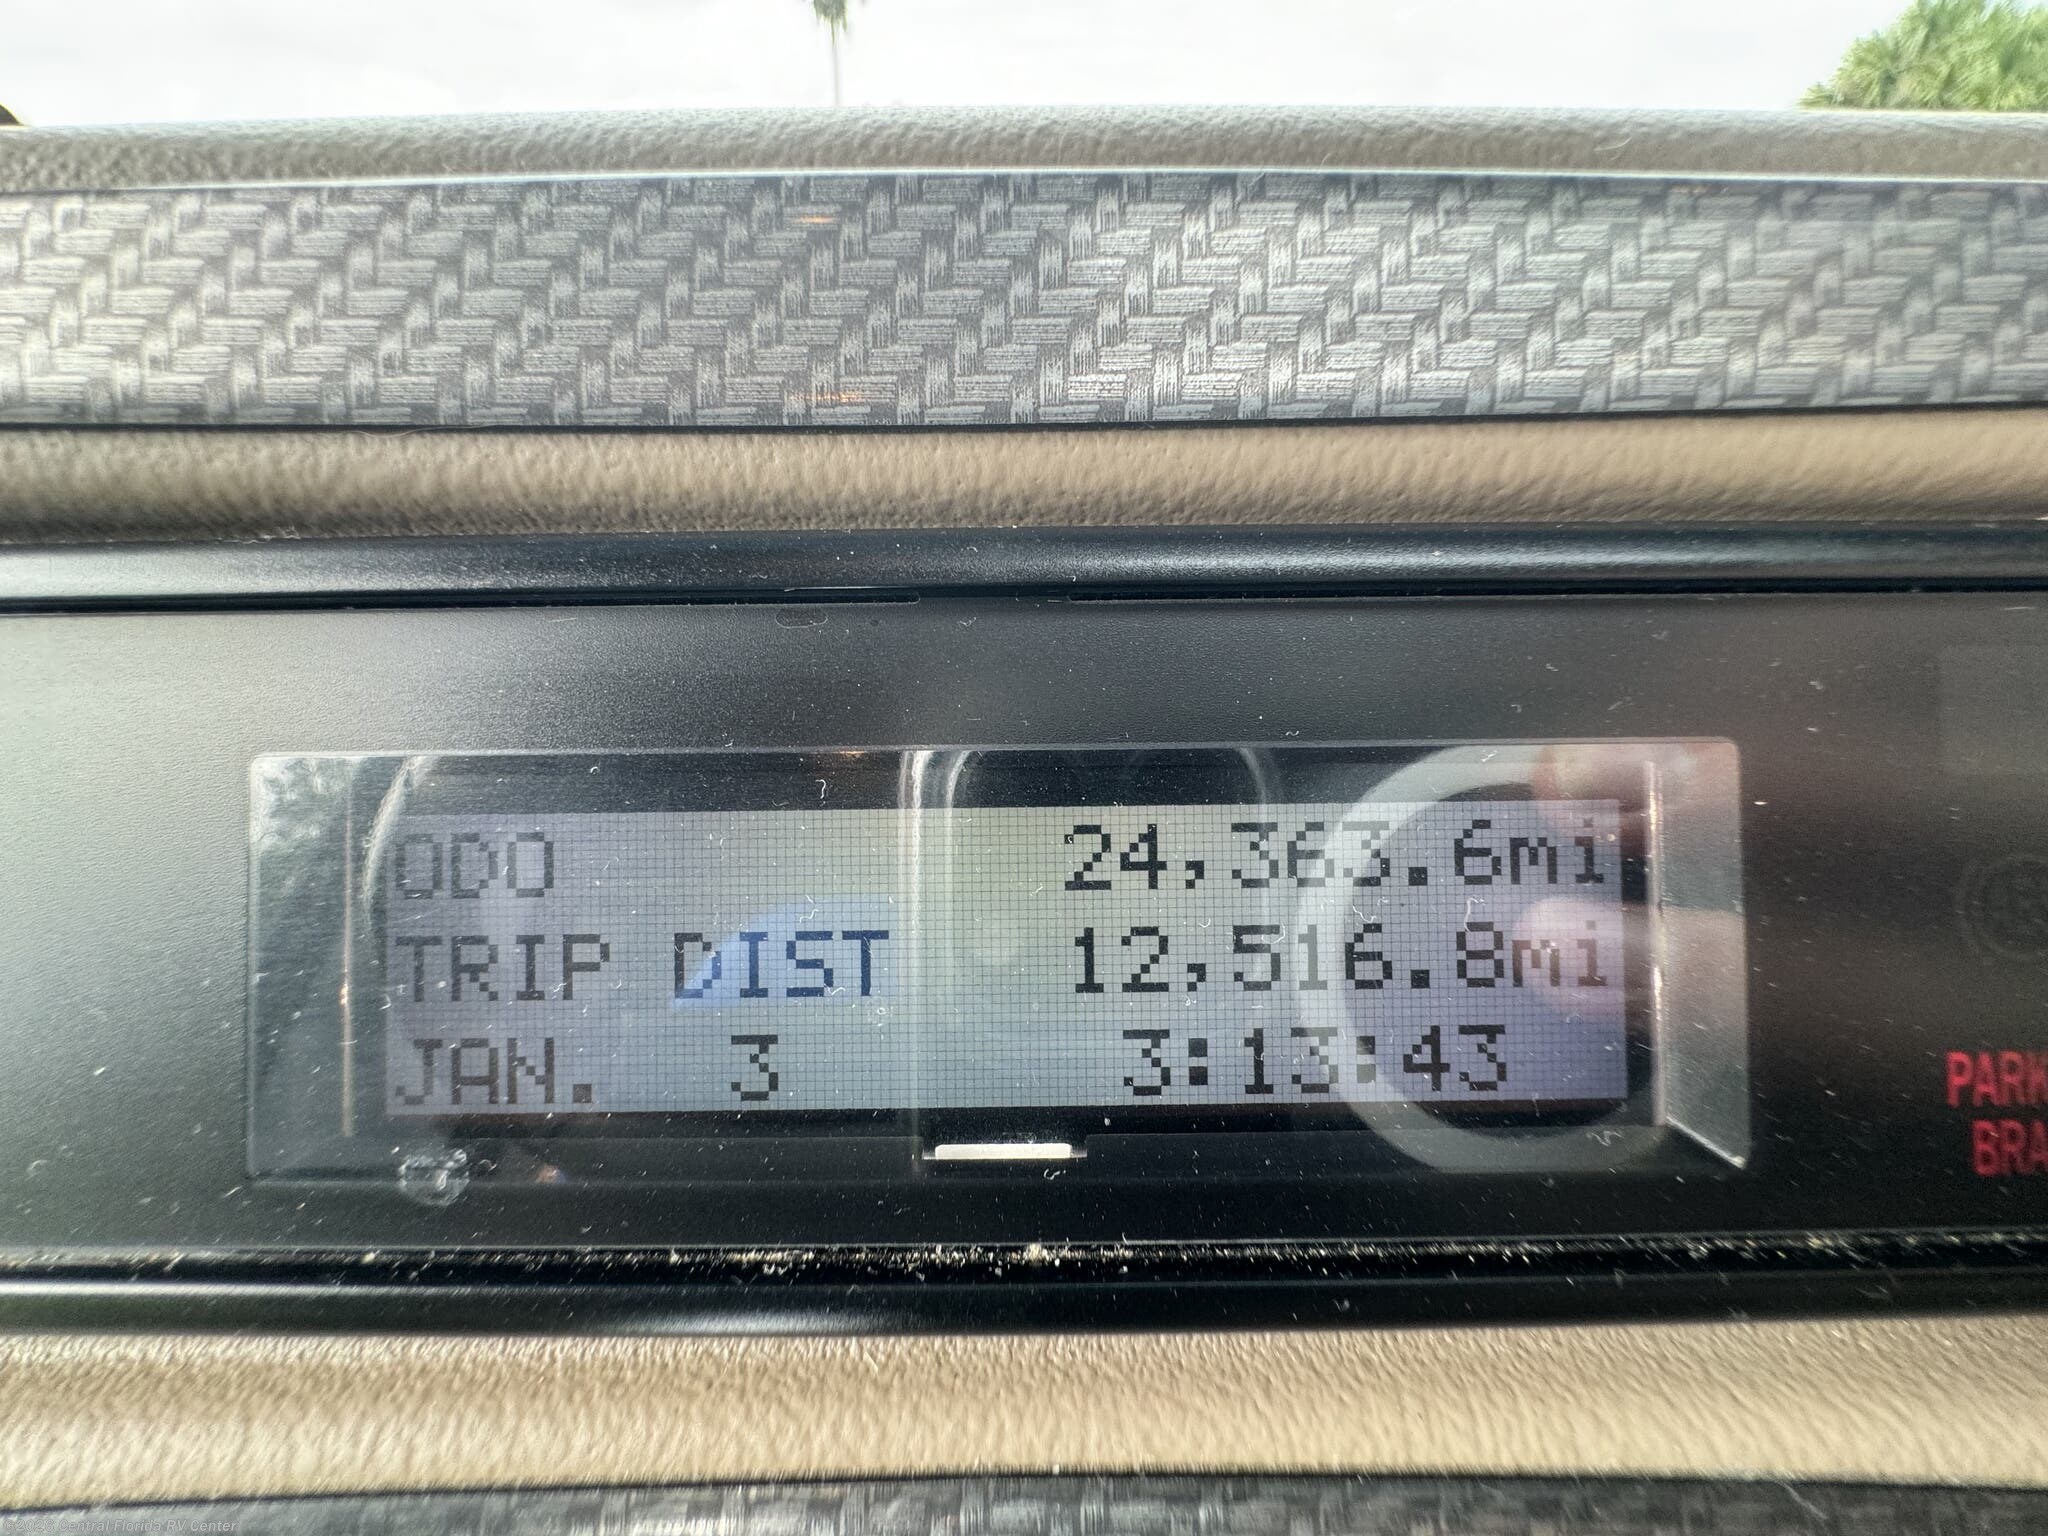 ODO 24,363.6mi
TRIP DIST 12,516.8mi
JAN. 3 3:13:43
PARK
BRA
Central Florida RV Center